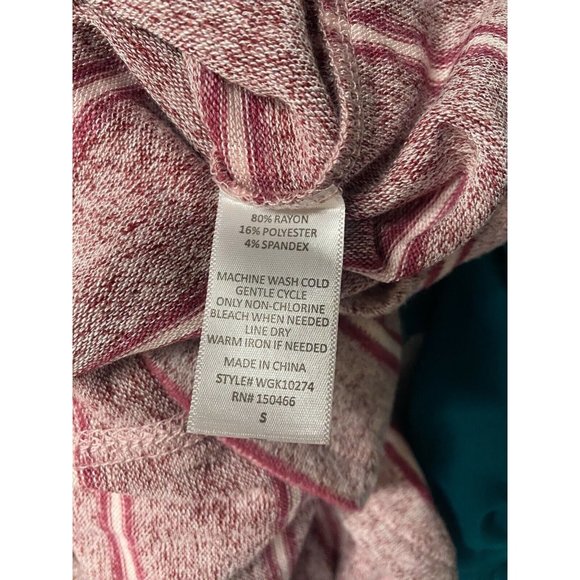 80% RAYON
16% POLYESTER
4% SPANDEX
MACHINE WASH COLD
GENTLE CYCLE
ONLY NON-CHLORINE
BLEACH WHEN NEEDED
LINE DRY
WARM IRON IF NEEDED
MADE IN CHINA
STYLE# WGK10274
RN# 150466
S